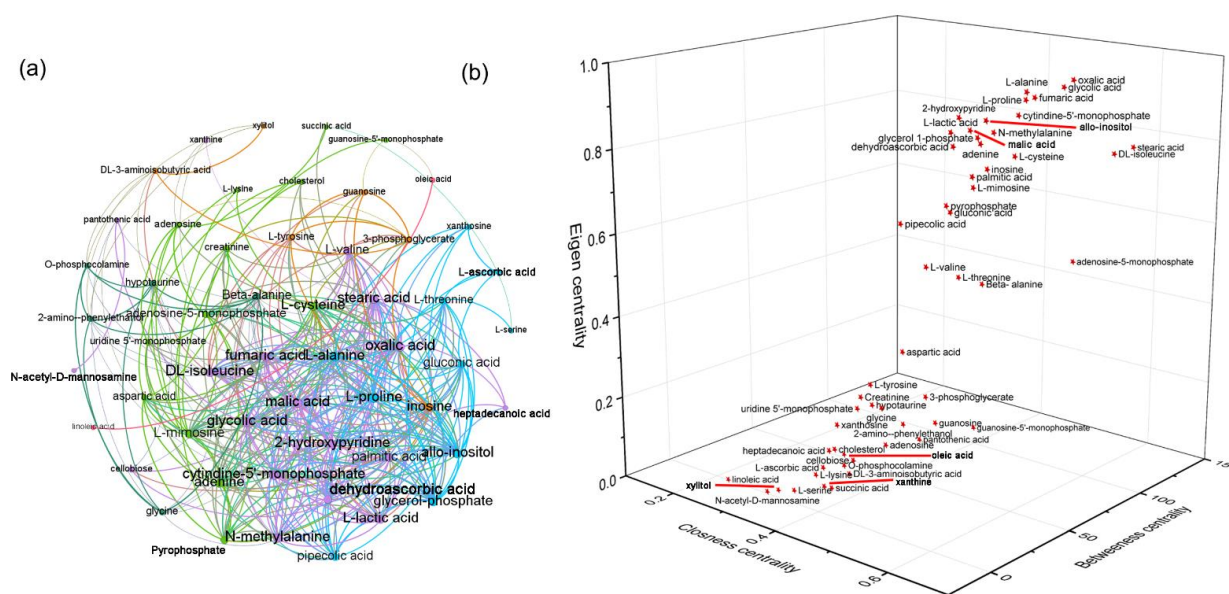 (a)
xylitol
succinic acid
xanthine
guanosine-5'-monophosphate
DL-3-aminoisobutyric acid
L-lysine
cholesterol
oleic acid
guanosine
pantothenic acid
adenosine
xanthosine
L-tyrosine
3-phosphoglycerate
creatinine
L-valine
O-phosphocolamine
L-ascorbic acid
hypotaurine
Beta-alanine
stearic acid
L-threonine
L-cysteine
2-amino--phenylethanol
adenosine-5-monophosphate
L-serine
uridine 5'-monophosphate
oxalic acid
fumaric acid
L-alanine
gluconic acid
DL-isoleucine
N-acetyl-D-mannosamine
aspartic acid
malic acid
L-proline
inosine
heptadecanoic acid
linoleic acid
glycolic acid
L-mimosine
2-hydroxypyridine
allo-inositol
palmitic acid
cellobiose
cytindine-5'-monophosphate
adenine
dehydroascorbic acid
glycerol-phosphate
glycine
L-lactic acid
N-methylalanine
Pyrophosphate
pipecolic acid
(b)
1.0
0.8
0.6
0.4
0.2
0.0
Eigen centrality
0.2
0.4
0.6
Closness centrality
0
50
100
15
Betweeness centrality
L-alanine
oxalic acid
glycolic acid
L-proline
fumaric acid
2-hydroxypyridine
cytindine-5'-monophosphate
L-lactic acid
allo-inositol
glycerol 1-phosphate
N-methylalanine
malic acid
dehydroascorbic acid
stearic acid
adenine
L-cysteine
DL-isoleucine
inosine
palmitic acid
L-mimosine
pyrophosphate
gluconic acid
pipecolic acid
adenosine-5-monophosphate
L-valine
L-threonine
Beta- alanine
aspartic acid
L-tyrosine
Creatinine
3-phosphoglycerate
uridine 5'-monophosphate
hypotaurine
glycine
xanthosine
guanosine
2-amino--phenylethanol
guanosine-5'-monophosphate
pantothenic acid
adenosine
heptadecanoic acid
cholesterol
oleic acid
cellobiose
L-ascorbic acid
O-phosphocolamine
L-lysine
DL-3-aminoisobutyric acid
linoleic acid
xylitol
xanthine
L-serine
succinic acid
N-acetyl-D-mannosamine